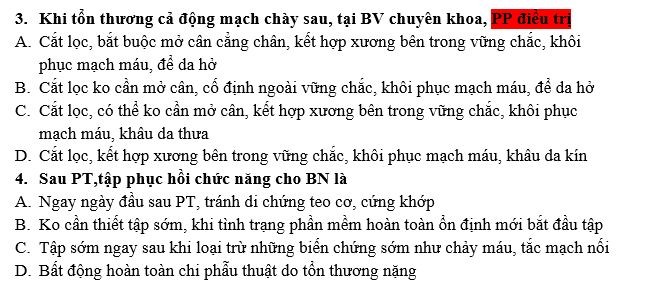 3. Khi tổn thương cả động mạch chày sau, tại BV chuyên khoa, PP điều trị
A. Cắt lọc, bắt buộc mở cân cẳng chân, kết hợp xương bên trong vững chắc, khôi
phục mạch máu, để da hở
B. Cắt lọc ko cần mở cân, cố định ngoài vững chắc, khôi phục mạch máu, để da hở
C. Cắt lọc, có thể ko cần mở cân, kết hợp xương bên trong vững chắc, khôi phục
mạch máu, khâu da thưa
D. Cắt lọc, kết hợp xương bên trong vững chắc, khôi phục mạch máu, khâu da kín
4. Sau PT,tập phục hồi chức năng cho BN là
A. Ngay ngày đầu sau PT, tránh di chứng teo cơ, cứng khớp
B. Ko cần thiết tập sớm, khi tình trạng phần mềm hoàn toàn ổn định mới bắt đầu tập
C. Tập sớm ngay sau khi loại trừ những biến chứng sớm như chảy máu, tắc mạch nối
D. Bất động hoàn toàn chi phẫu thuật do tổn thương nặng